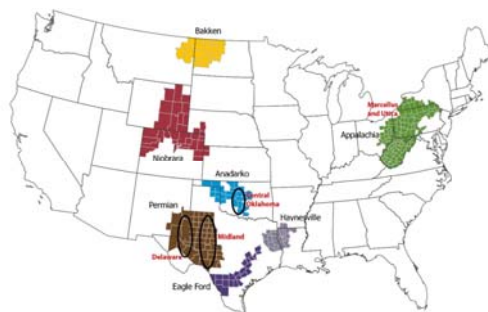 Bakken
Marcellus
and Utica
Appalachia
Niobrara
Anadarko
Central
Oklahoma
Permian
Haynesville
Midland
Delaware
Eagle Ford